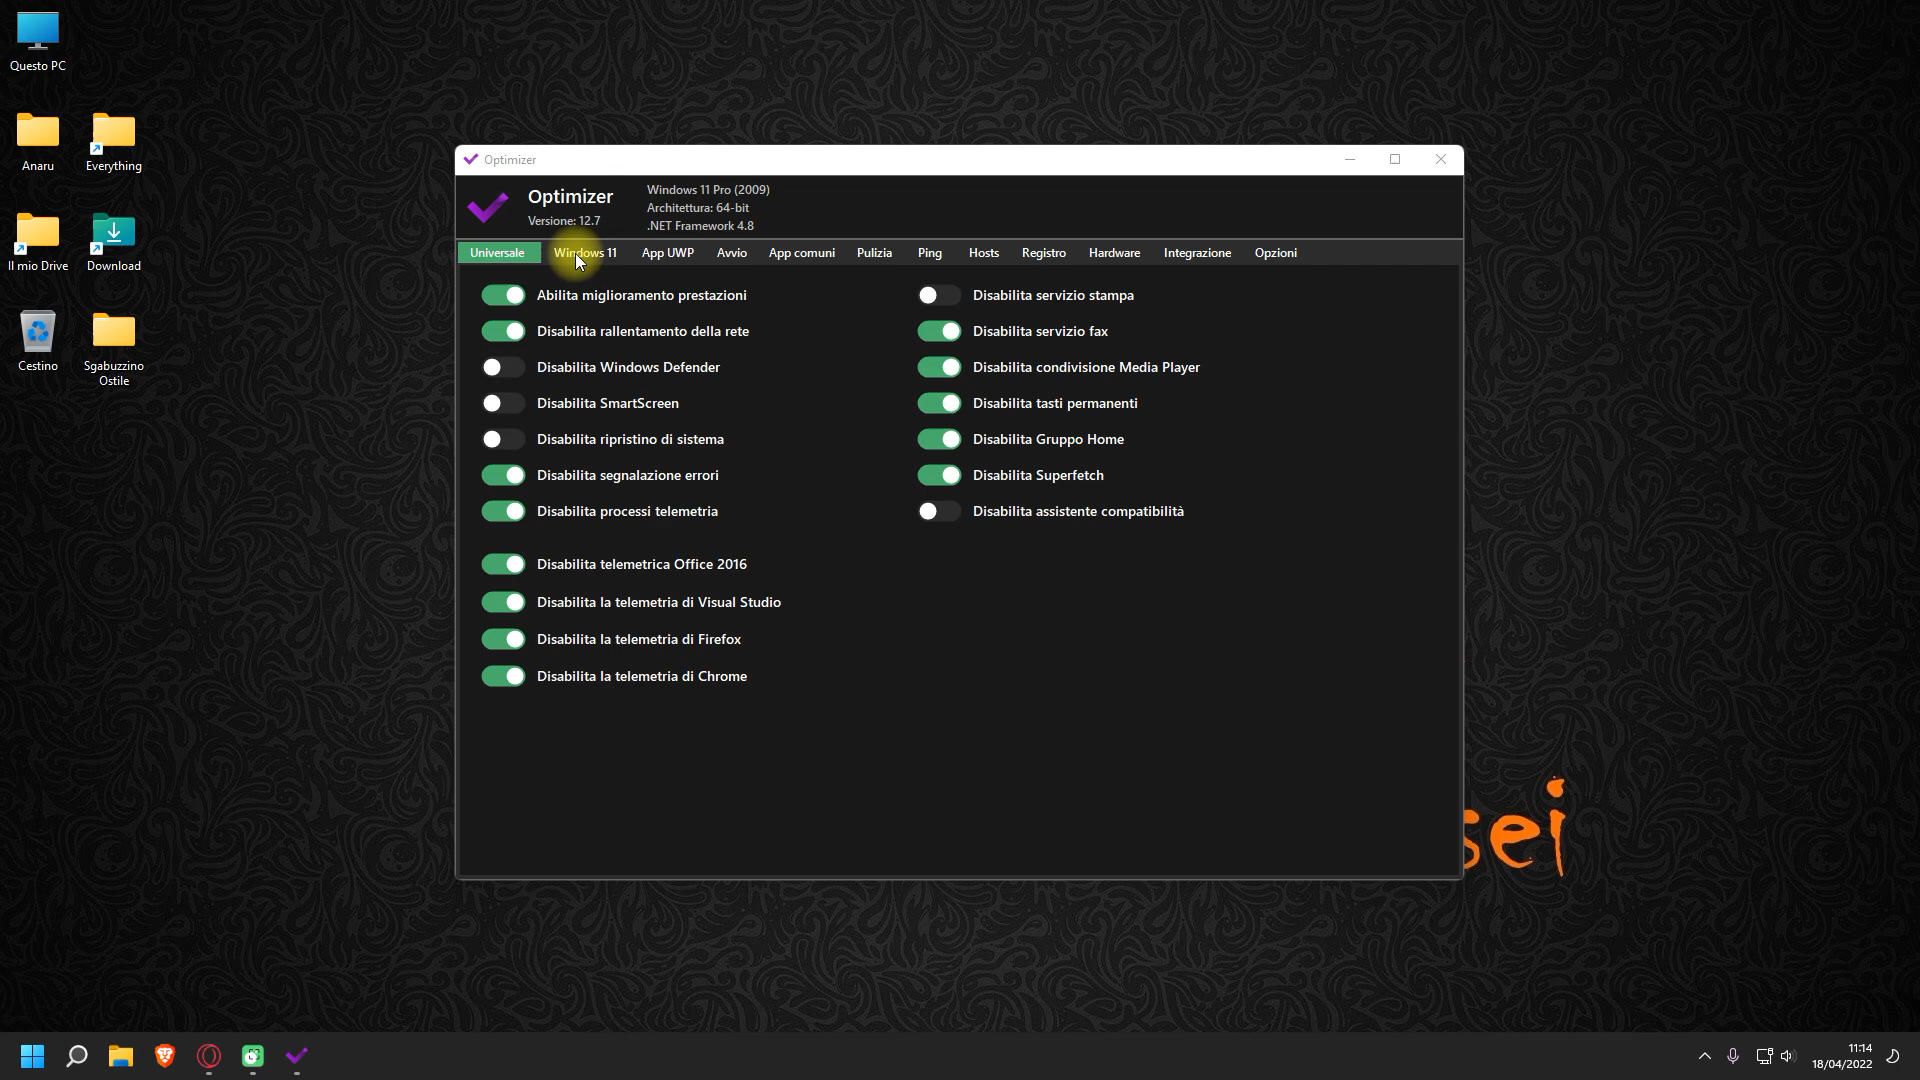 Questo PC
Anaru
Everything
Il mio Drive
Download
Cestino
Sgabuzzino
Ostile
Optimizer
Optimizer
Versione: 12.7
Windows 11 Pro (2009)
Architettura: 64-bit
.NET Framework 4.8
Universale
Windows 11
App UWP
Avvio
App comuni
Pulizia
Ping
Hosts
Registro
Hardware
Integrazione
Opzioni
Abilita miglioramento prestazioni
Disabilita rallentamento della rete
Disabilita Windows Defender
Disabilita SmartScreen
Disabilita ripristino di sistema
Disabilita segnalazione errori
Disabilita processi telemetria
Disabilita telemetrica Office 2016
Disabilita la telemetria di Visual Studio
Disabilita la telemetria di Firefox
Disabilita la telemetria di Chrome
Disabilita servizio stampa
Disabilita servizio fax
Disabilita condivisione Media Player
Disabilita tasti permanenti
Disabilita Gruppo Home
Disabilita Superfetch
Disabilita assistente compatibilità
sei
11:14
18/04/2022